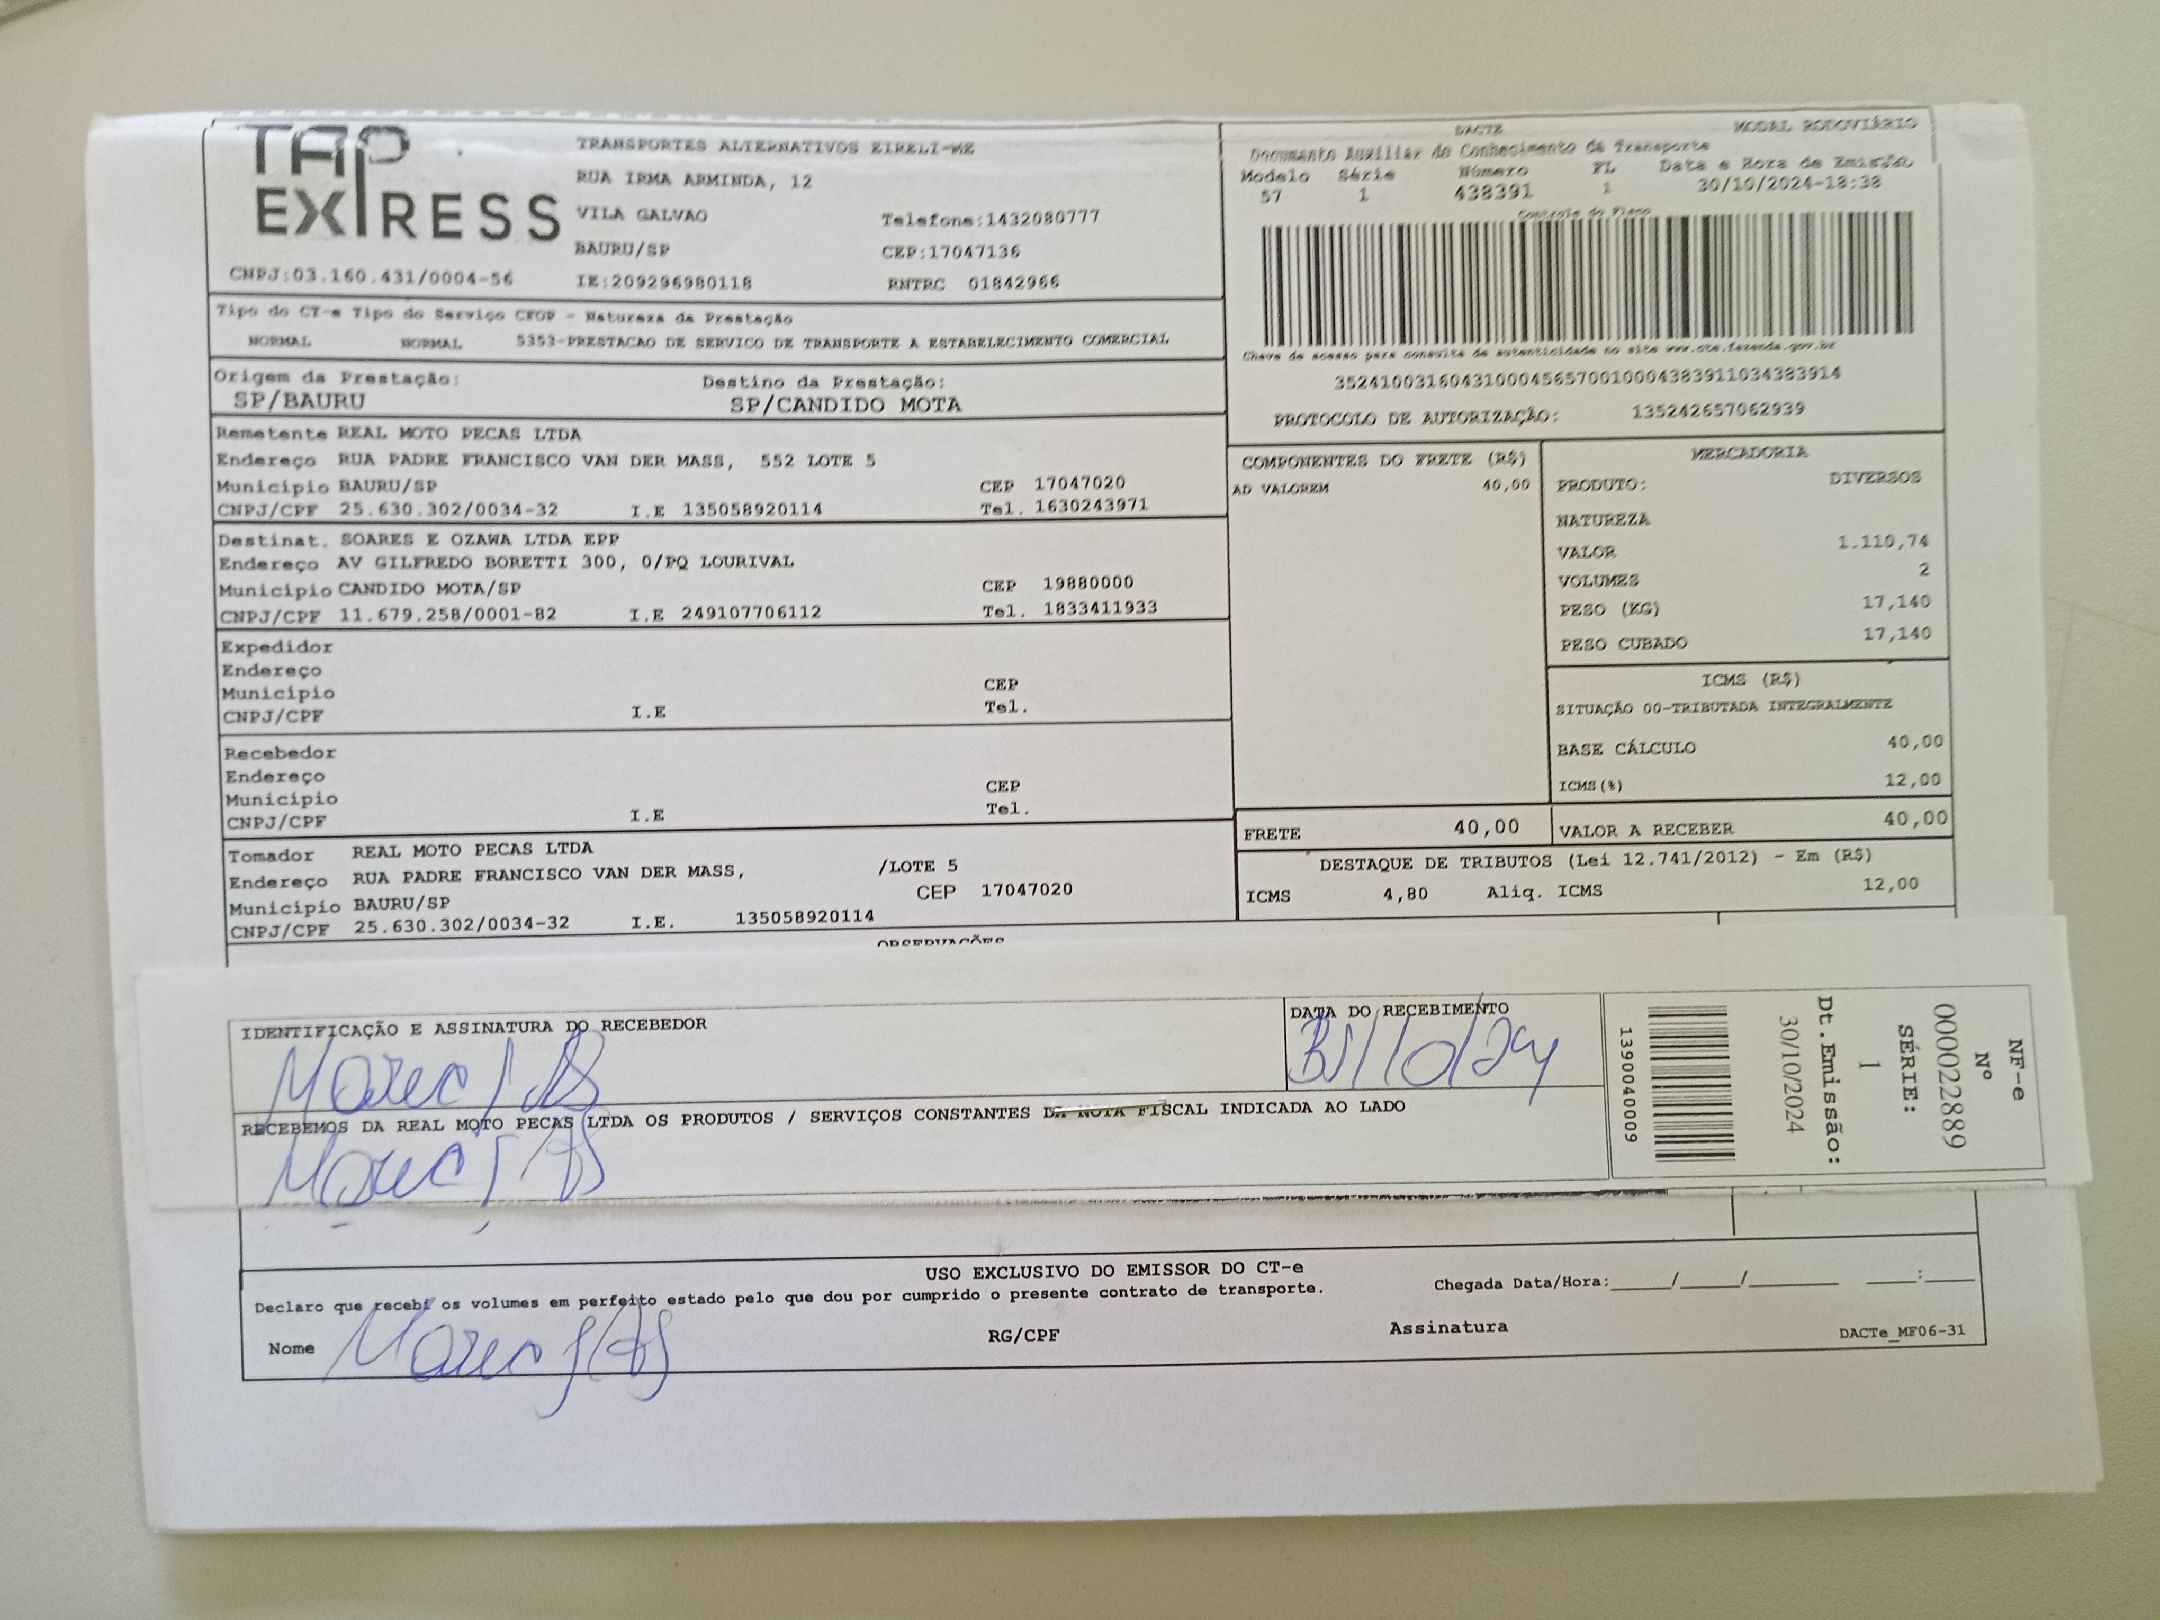 TAP
EXPRESS
TRANSPORTES ALTERNATIVOS EIRELI-ME
RUA IRMA ARMINDA, 12
VILA GALVAO Telefone:1432080777
BAURU/SP CEP:17047136
CNPJ:03.160.431/0004-56 IE:209296980118 RNTRC 01842966
DACTE MODAL RODOVIÁRIO
Documento Auxiliar do Conhecimento de Transporte
Modelo Série Número FL Data e Hora de Emissão
57 1 438391 1 30/10/2024-18:38
Controle do Fisco
Chave de acesso para consulta de autenticidade no site www.cte.fazenda.gov.br
35241003160431000456570010004383911034383914
PROTOCOLO DE AUTORIZAÇÃO: 135242657062939
Tipo do CT-e Tipo do Serviço CFOP - Natureza da Prestação
NORMAL NORMAL 5353-PRESTACAO DE SERVICO DE TRANSPORTE A ESTABELECIMENTO COMERCIAL
Origem da Prestação: Destino da Prestação:
SP/BAURU SP/CANDIDO MOTA
Remetente REAL MOTO PECAS LTDA
Endereço RUA PADRE FRANCISCO VAN DER MASS, 552 LOTE 5
Município BAURU/SP CEP 17047020
CNPJ/CPF 25.630.302/0034-32 I.E 135058920114 Tel. 1630243971
Destinat. SOARES E OZAWA LTDA EPP
Endereço AV GILFREDO BORETTI 300, 0/PQ LOURIVAL
Município CANDIDO MOTA/SP CEP 19880000
CNPJ/CPF 11.679.258/0001-82 I.E 249107706112 Tel. 1833411933
Expedidor
Endereço
Município CEP
CNPJ/CPF I.E Tel.
Recebedor
Endereço
Município CEP
CNPJ/CPF I.E Tel.
Tomador REAL MOTO PECAS LTDA
Endereço RUA PADRE FRANCISCO VAN DER MASS, /LOTE 5
Município BAURU/SP CEP 17047020
CNPJ/CPF 25.630.302/0034-32 I.E. 135058920114
COMPONENTES DO FRETE (R$)
AD VALOREM 40,00
MERCADORIA
PRODUTO: DIVERSOS
NATUREZA
VALOR 1.110,74
VOLUMES 2
PESO (KG) 17,140
PESO CUBADO 17,140
ICMS (R$)
SITUAÇÃO 00-TRIBUTADA INTEGRALMENTE
BASE CÁLCULO 40,00
ICMS(%) 12,00
FRETE 40,00 VALOR A RECEBER 40,00
DESTAQUE DE TRIBUTOS (Lei 12.741/2012) - Em (R$)
ICMS 4,80 Aliq. ICMS 12,00
OBSERVAÇÕES
IDENTIFICAÇÃO E ASSINATURA DO RECEBEDOR
DATA DO RECEBIMENTO
RECEBEMOS DA REAL MOTO PECAS LTDA OS PRODUTOS / SERVIÇOS CONSTANTES DA NOTA FISCAL INDICADA AO LADO
NF-e
Nº
000022889
SÉRIE:
1
Dt.Emissão:
30/10/2024
1390040009
USO EXCLUSIVO DO EMISSOR DO CT-e
Declaro que recebi os volumes em perfeito estado pelo que dou por cumprido o presente contrato de transporte.
Chegada Data/Hora:_____/_____/________ ____:____
Nome RG/CPF Assinatura DACTe_MF06-31